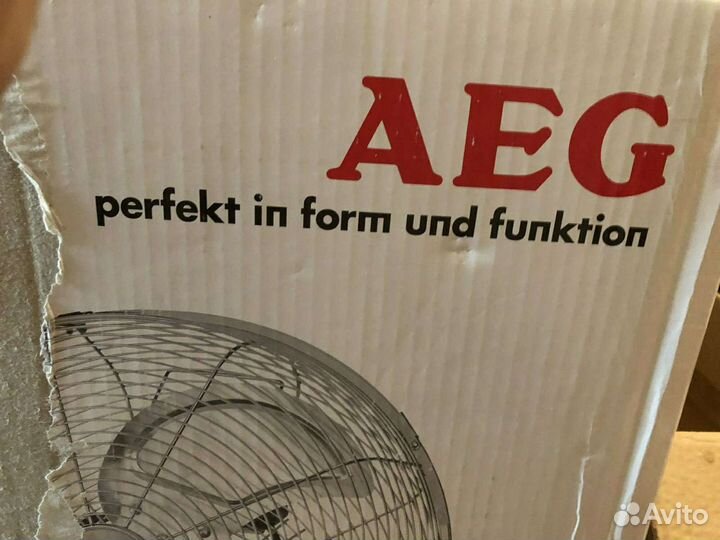 AEG
perfekt in form und funktion
Avito